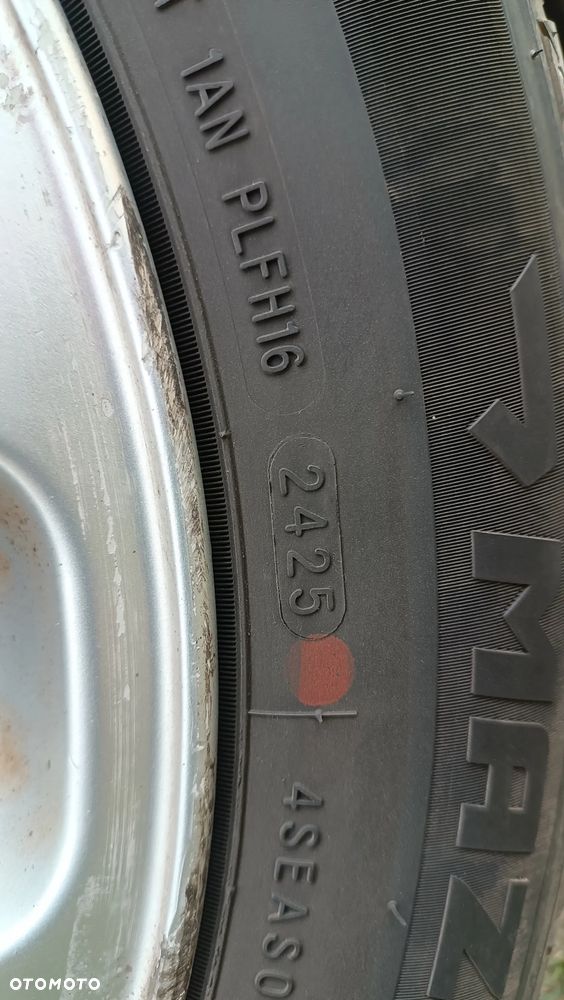 1AN PLFH16
2425
4SEASO
MAZ
OTOMOTO